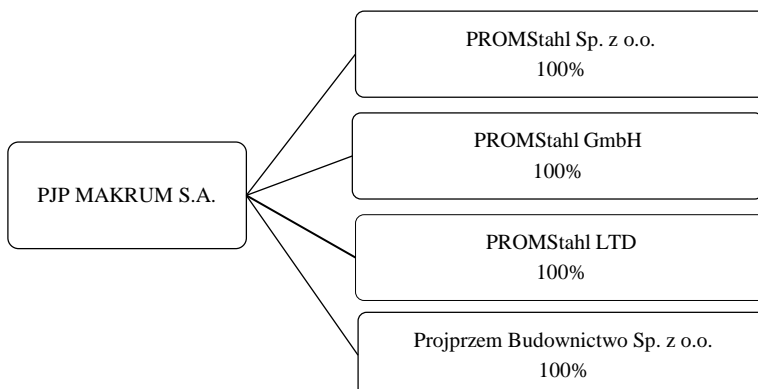 PROMStahl Sp. z o.o.
100%
PROMStahl GmbH
100%
PJP MAKRUM S.A.
PROMStahl LTD
100%
Projprzem Budownictwo Sp. z o.o.
100%